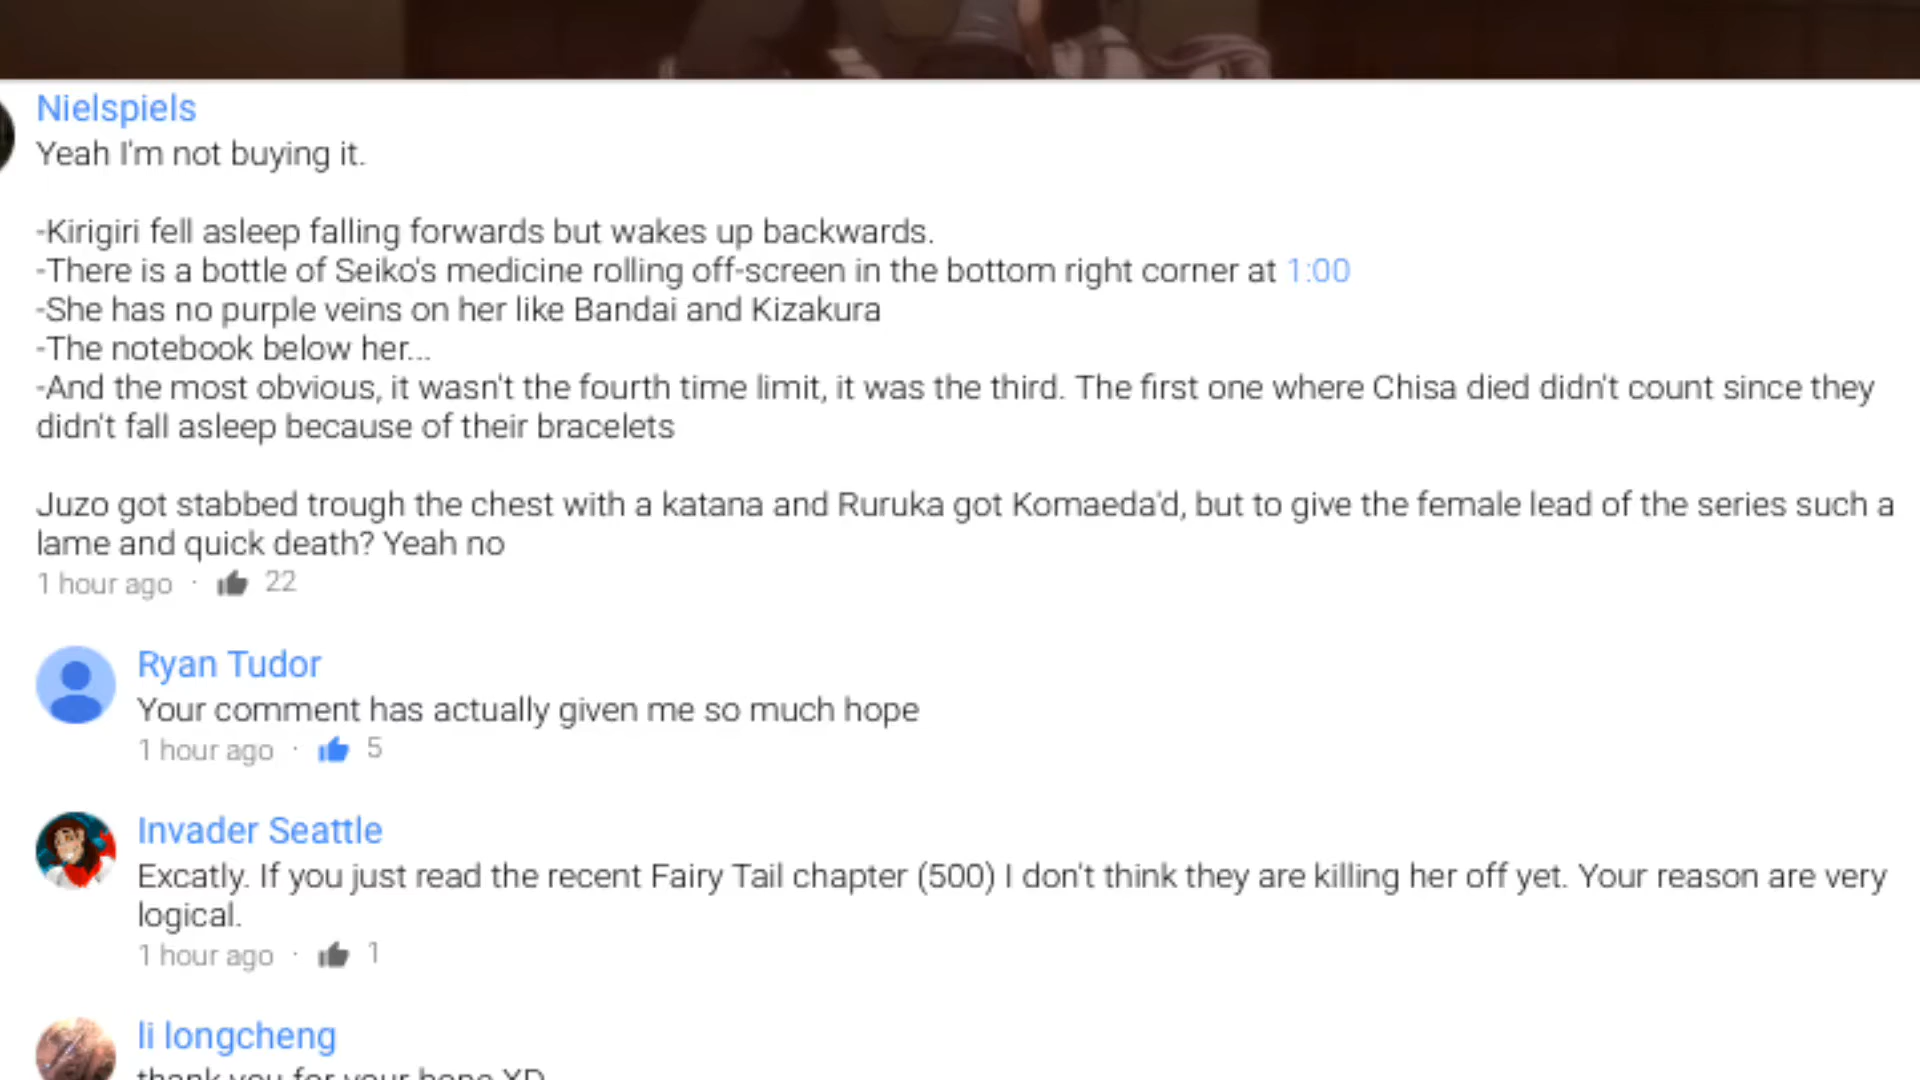 Nielspiels
Yeah I'm not buying it.
-Kirigiri fell asleep falling forwards but wakes up backwards.
-There is a bottle of Seiko's medicine rolling off-screen in the bottom right corner at 1:00
-She has no purple veins on her like Bandai and Kizakura
-The notebook below her...
-And the most obvious, it wasn't the fourth time limit, it was the third. The first one where Chisa died didn't count since they
didn't fall asleep because of their bracelets
Juzo got stabbed trough the chest with a katana and Ruruka got Komaeda'd, but to give the female lead of the series such a
lame and quick death? Yeah no
1 hour ago · 22
Ryan Tudor
Your comment has actually given me so much hope
1 hour ago · 5
Invader Seattle
Excatly. If you just read the recent Fairy Tail chapter (500) I don't think they are killing her off yet. Your reason are very
logical.
1 hour ago · 1
li longcheng
thank you for your hope XD